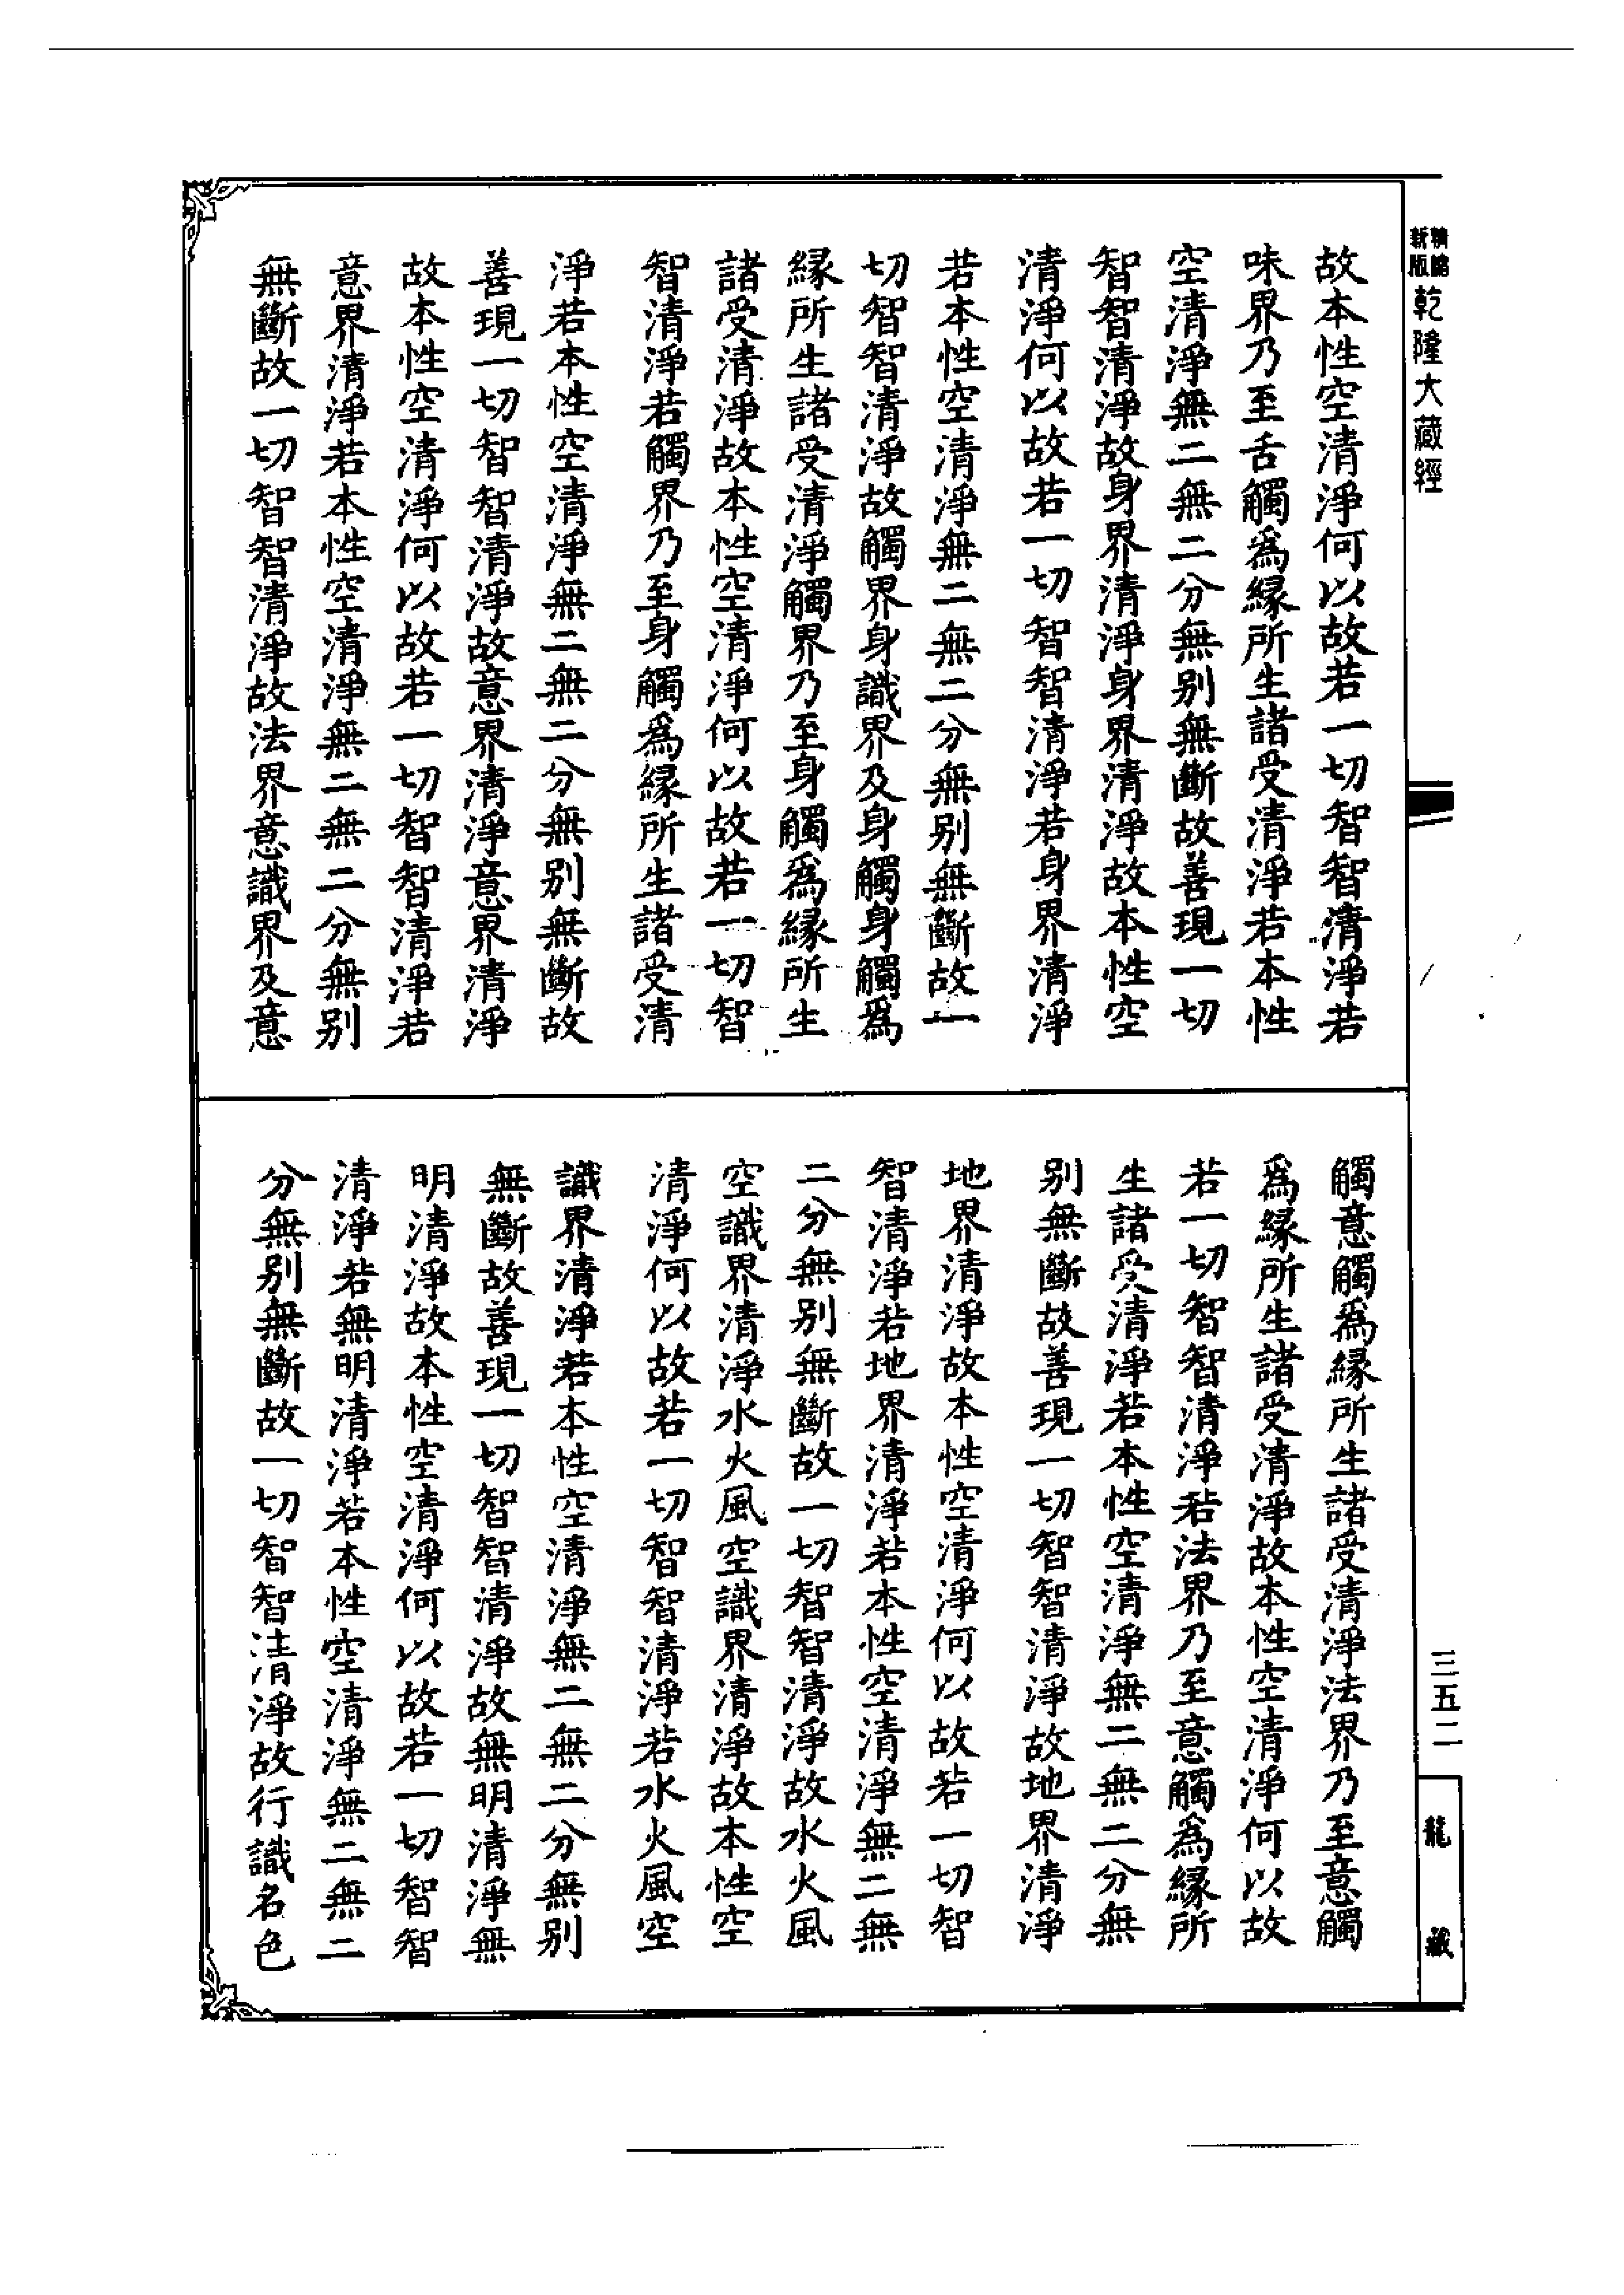 精縮
新版
乾隆大藏經
故本性空清淨何以故若一切智智清淨若
味界乃至舌觸爲緣所生諸受清淨若本性
空清淨無二無二分無别無斷故善現一切
智智清淨故身界清淨身界清淨故本性空
清淨何以故若一切智智清淨若身界清淨
若本性空清淨無二無二分無别無斷故一
切智智清淨故觸界身識界及身觸身觸爲
緣所生諸受清淨觸界乃至身觸爲緣所生
諸受清淨故本性空清淨何以故若一切智
智清淨若觸界乃至身觸爲緣所生諸受清
淨若本性空清淨無二無二分無别無斷故
善現一切智智清淨故意界清淨意界清淨
故本性空清淨何以故若一切智智清淨若
意界清淨若本性空清淨無二無二分無别
無斷故一切智智清淨故法界意識界及意
觸意觸爲緣所生諸受清淨法界乃至意觸
爲緣所生諸受清淨故本性空清淨何以故
若一切智智清淨若法界乃至意觸爲緣所
生諸受清淨若本性空清淨無二無二分無
别無斷故善現一切智智清淨故地界清淨
地界清淨故本性空清淨何以故若一切智
智清淨若地界清淨若本性空清淨無二無
二分無别無斷故一切智智清淨故水火風
空識界清淨水火風空識界清淨故本性空
清淨何以故若一切智智清淨若水火風空
識界清淨若本性空清淨無二無二分無别
無斷故善現一切智智清淨故無明清淨無
明清淨故本性空清淨何以故若一切智智
清淨若無明清淨若本性空清淨無二無二
分無别無斷故一切智智清淨故行識名色
三五二
龍藏